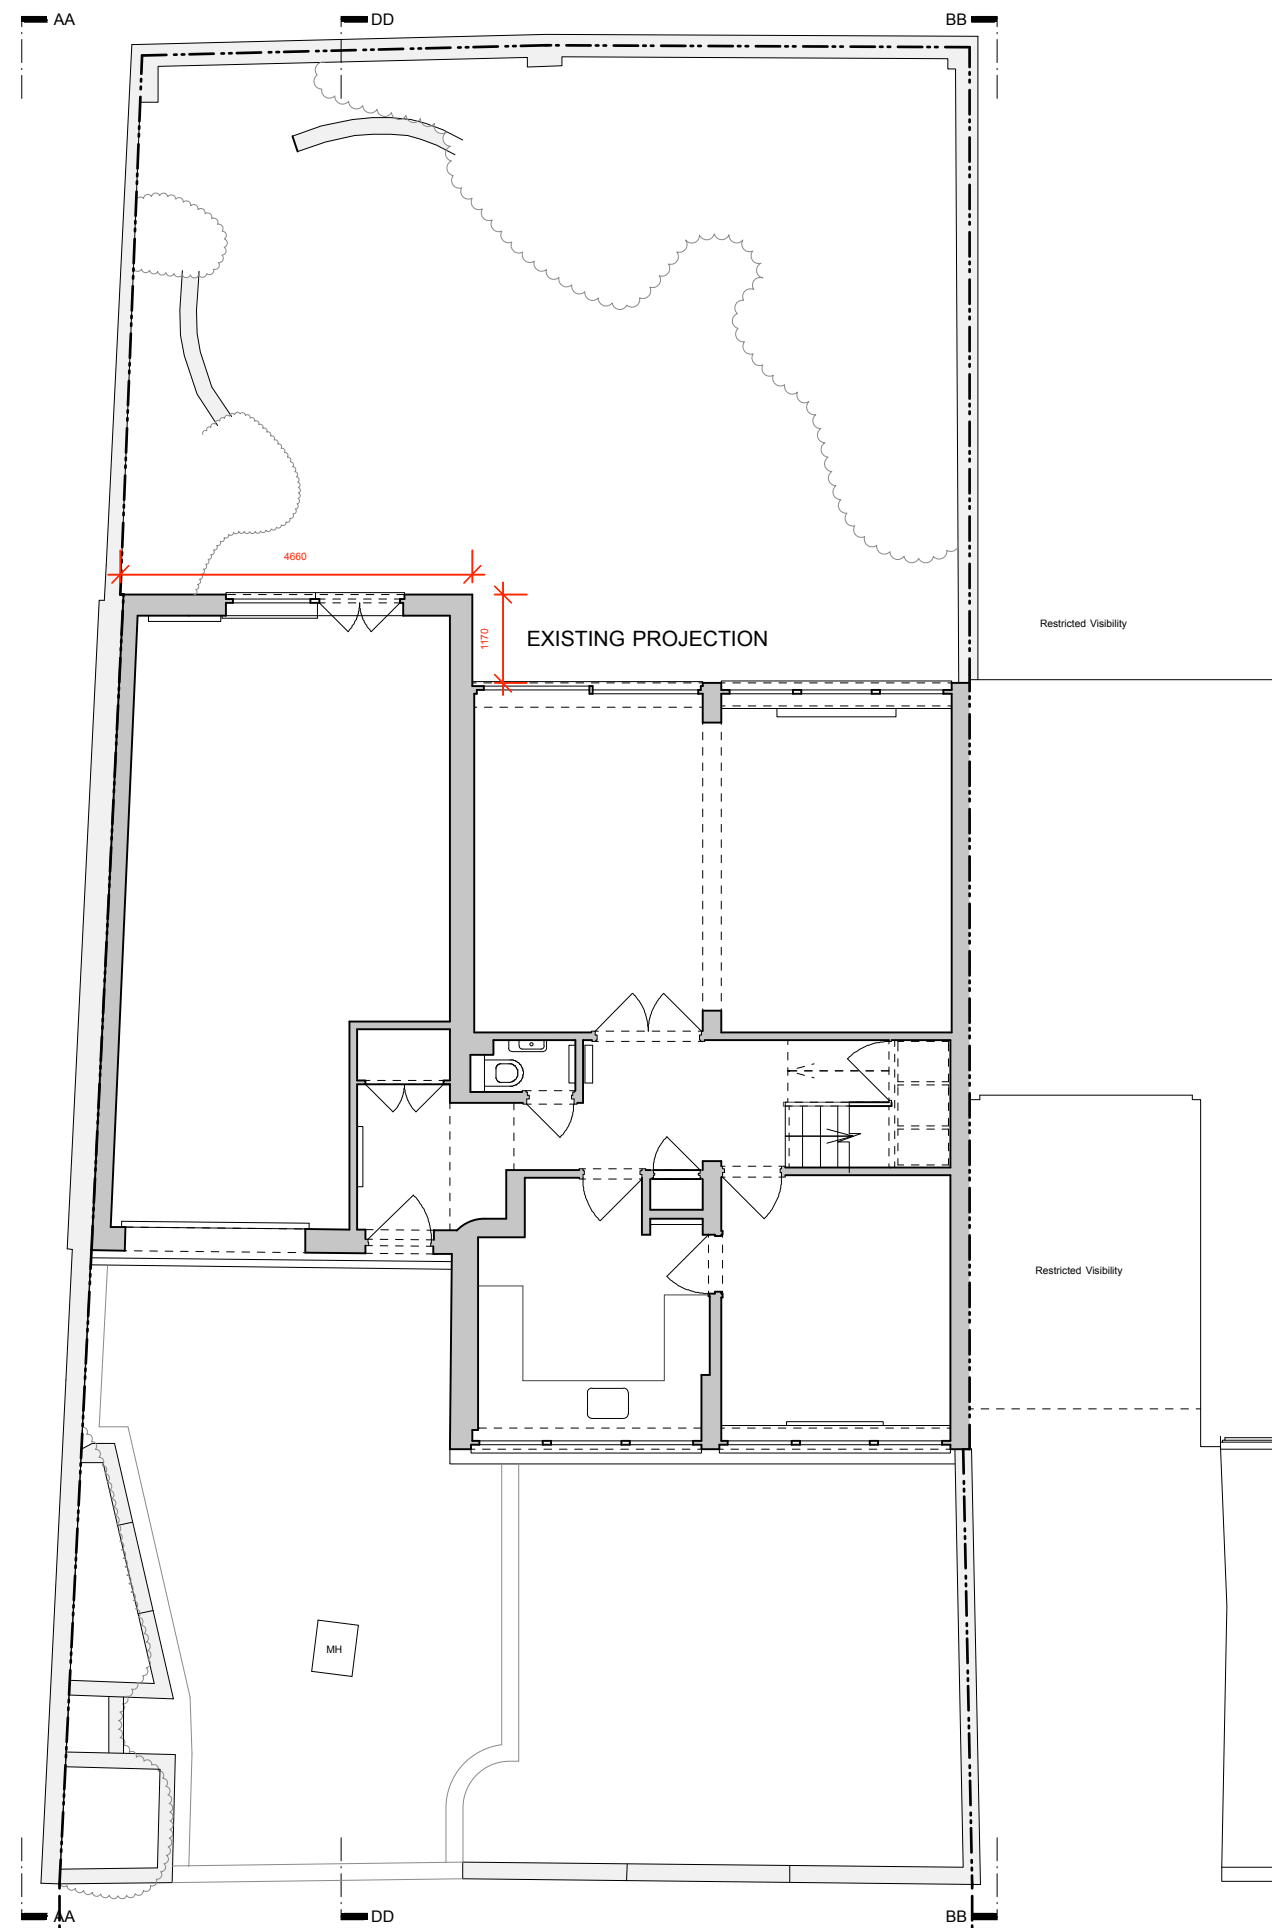 AA
DD
BB
4660
1170
EXISTING PROJECTION
Restricted Visibility
Restricted Visibility
MH
AA
DD
BB